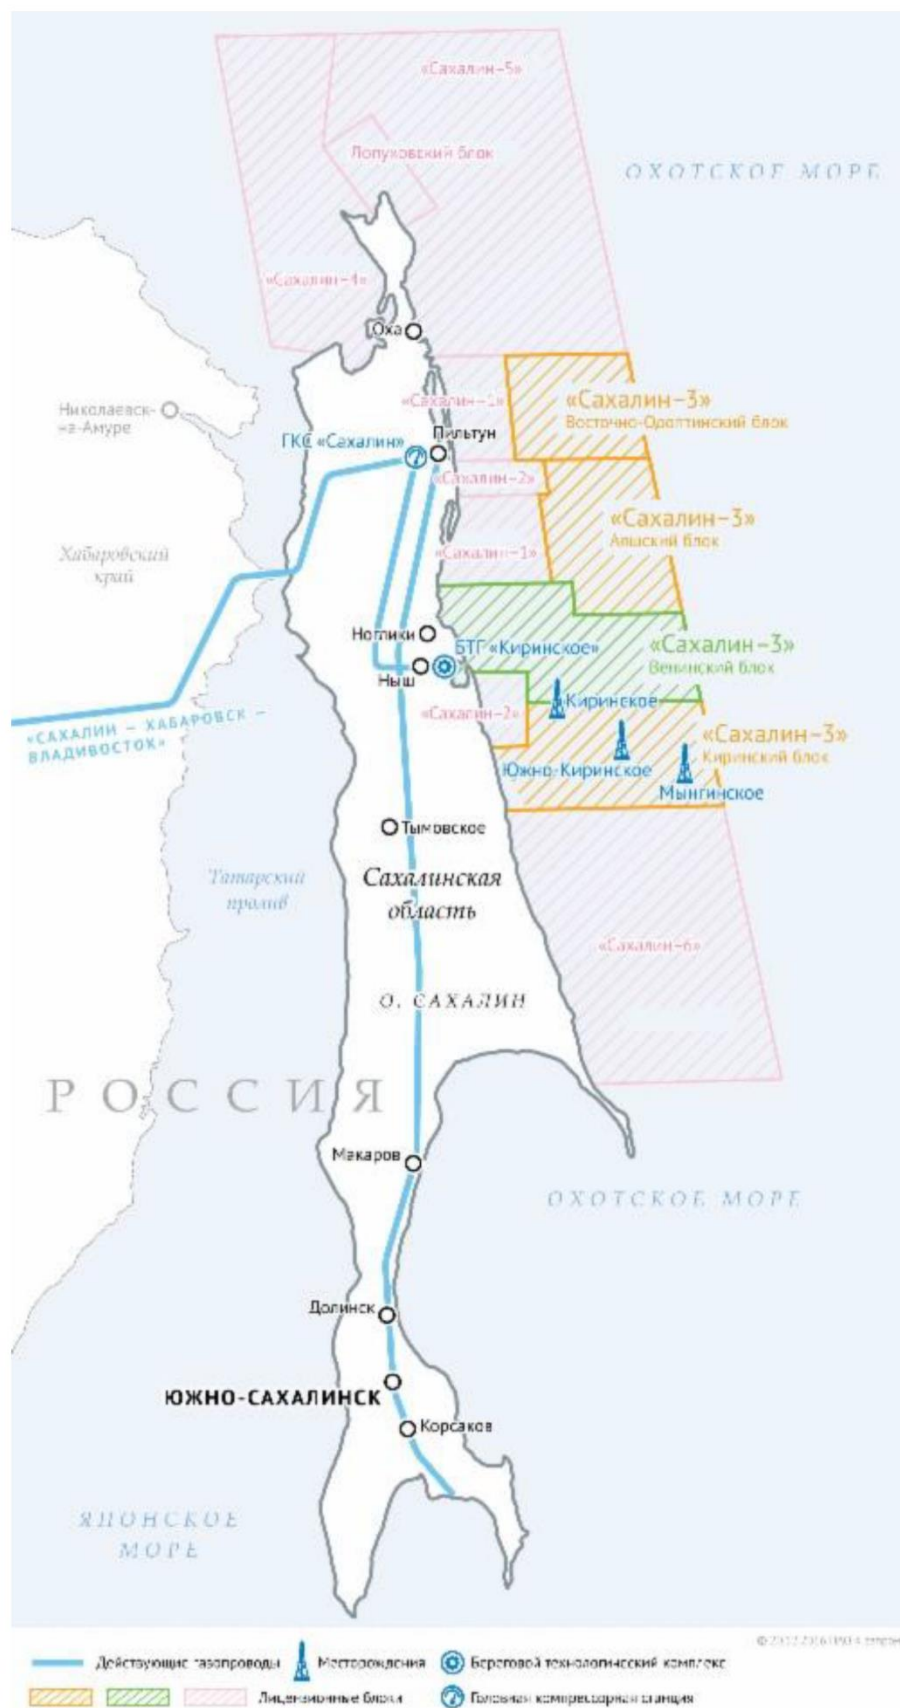 «Сахалин–5»
Лопуховский блок
ОХОТСКОЕ МОРЕ
«Сахалин–4»
Оха
«Сахалин–1»
«Сахалин–3»
Восточно-Одоптинский блок
Николаевск-
на-Амуре
ГКС «Сахалин»
Пильтун
«Сахалин–2»
«Сахалин–3»
Аяшский блок
Хабаровский
край
«Сахалин–1»
Ноглики
БТГ «Киринское»
«Сахалин–3»
Венинский блок
Ныш
«Сахалин–2»
Киринское
«САХАЛИН – ХАБАРОВСК –
ВЛАДИВОСТОК»
«Сахалин–3»
Киринский блок
Южно-Киринское
Мынгинское
Тымовское
Татарский
пролив
Сахалинская
область
«Сахалин–6»
О. САХАЛИН
РОССИЯ
Макаров
ОХОТСКОЕ МОРЕ
Долинск
ЮЖНО-САХАЛИНСК
Корсаков
ЯПОНСКОЕ
МОРЕ
Действующие газопроводы
Месторождения
Береговой технологический комплекс
Лицензионные блоки
Головная компрессорная станция